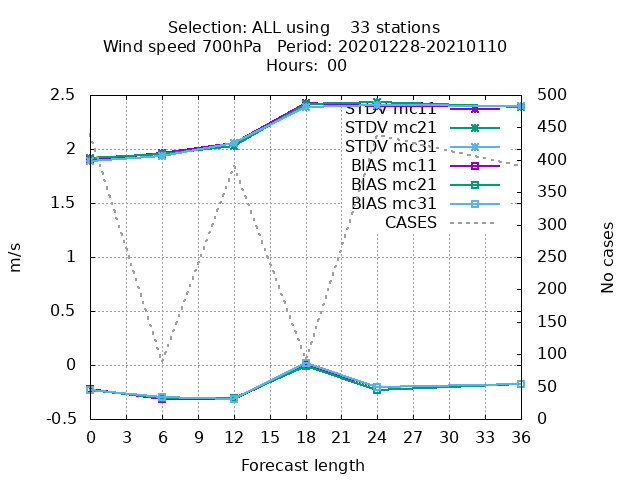 Selection: ALL using    33 stations
Wind speed 700hPa   Period: 20201228-20210110
Hours:  00
2.5
2
1.5
1
0.5
0
-0.5
m/s
500
450
400
350
300
250
200
150
100
50
0
No cases
STDV mc11
STDV mc21
STDV mc31
BIAS mc11
BIAS mc21
BIAS mc31
CASES
0 3 6 9 12 15 18 21 24 27 30 33 36
Forecast length